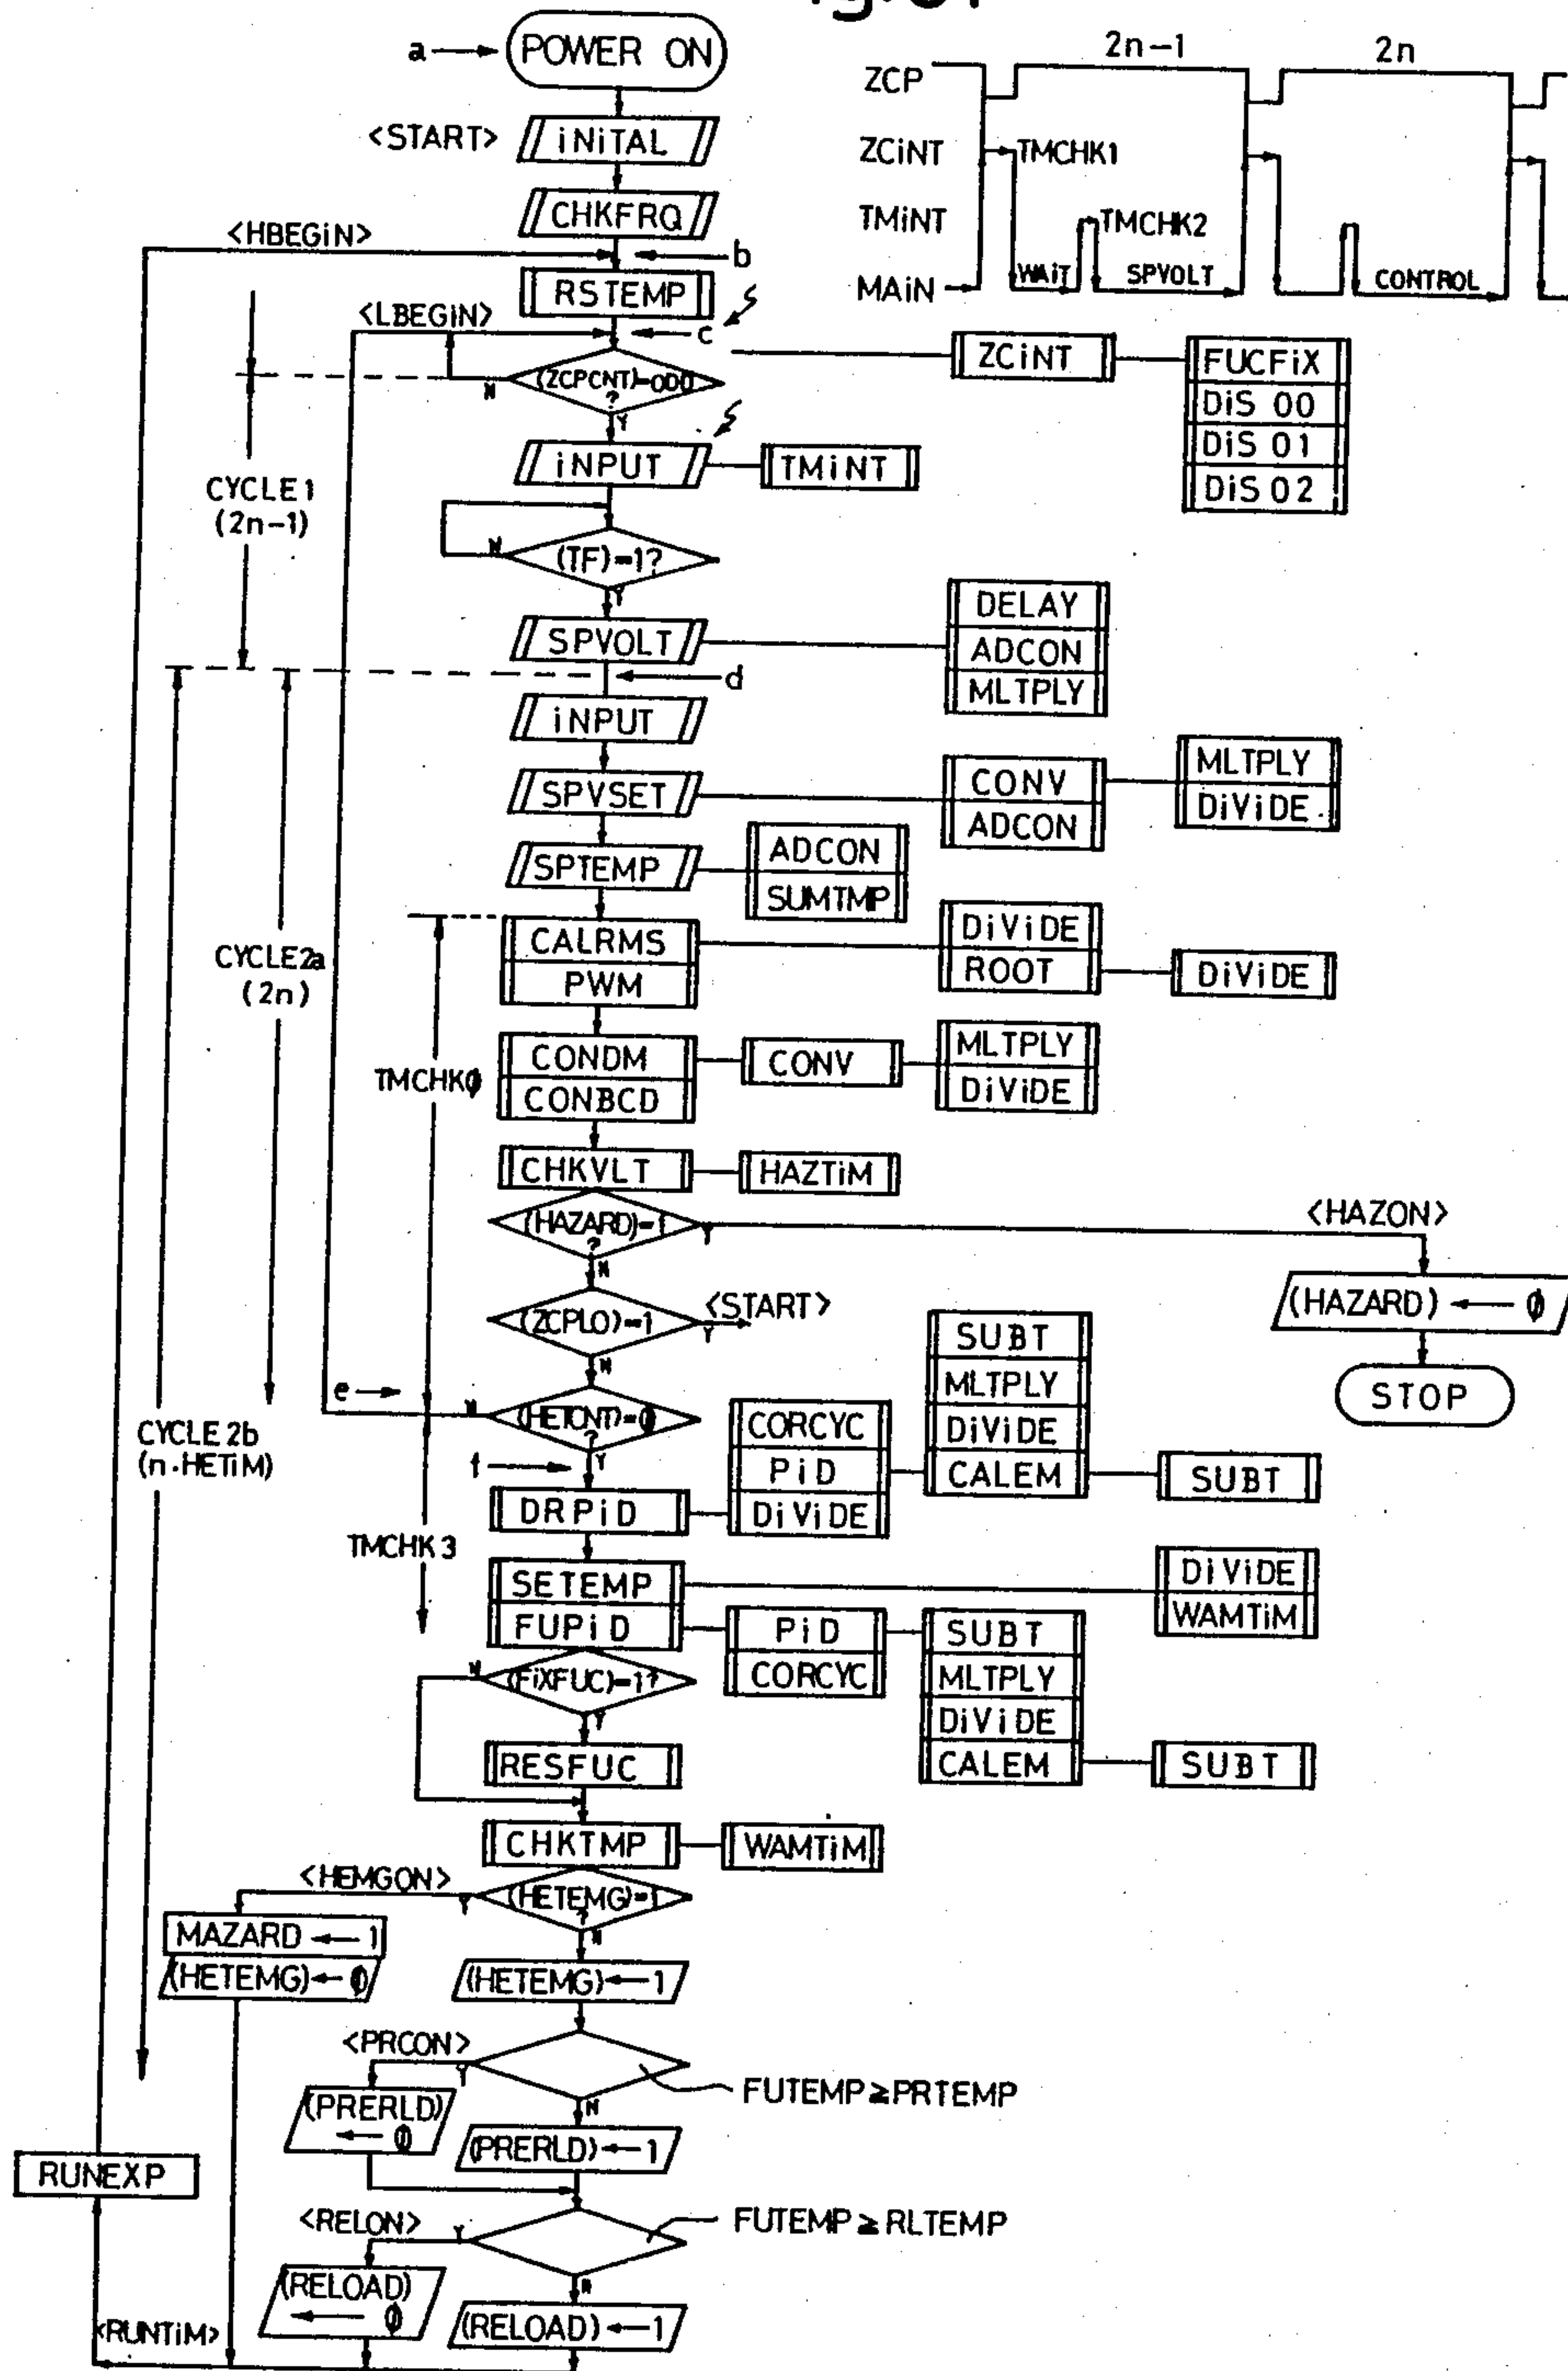 a
POWER ON
<START>
iNiTAL
CHKFRQ
<HBEGiN>
b
RSTEMP
<LBEGiN>
c
(ZCPCNT)=ODD
?
N
Y
iNPUT
TMiNT
CYCLE1
(2n-1)
(TF)=1?
N
Y
SPVOLT
d
iNPUT
SPVSET
SPTEMP
ADCON
SUMTMP
CYCLE2a
(2n)
CALRMS
PWM
TMCHKφ
CONDM
CONBCD
CONV
MLTPLY
DiViDE
CHKVLT
HAZTiM
(HAZARD)=1
?
Y
N
<HAZON>
(HAZARD) ← φ
STOP
(ZCPLO)=1
Y
<START>
N
e
(HETCNT)=φ
?
N
Y
CYCLE 2b
(n·HETiM)
f
DRPiD
CORCYC
PiD
DiViDE
SUBT
MLTPLY
DiViDE
CALEM
SUBT
TMCHK 3
SETEMP
FUPiD
DiViDE
WAMTiM
PiD
CORCYC
SUBT
MLTPLY
DiViDE
CALEM
SUBT
(FiXFUC)=1?
N
Y
RESFUC
CHKTMP
WAMTiM
<HEMGON>
(HETEMG)=1
?
Y
N
MAZARD ← 1
(HETEMG)← φ
(HETEMG)← 1
<PRCON>
Y
N
FUTEMP≧PRTEMP
(PRERLD)
← φ
(PRERLD)← 1
RUNEXP
<RELON>
Y
N
FUTEMP≧RLTEMP
(RELOAD)
← φ
(RELOAD)← 1
<RUNTiM>
2n-1
2n
ZCP
ZCiNT
TMCHK1
TMiNT
TMCHK2
MAiN
WAiT
SPVOLT
CONTROL
ZCiNT
FUCFiX
DiS 00
DiS 01
DiS 02
DELAY
ADCON
MLTPLY
CONV
ADCON
MLTPLY
DiViDE
DiViDE
ROOT
DiViDE